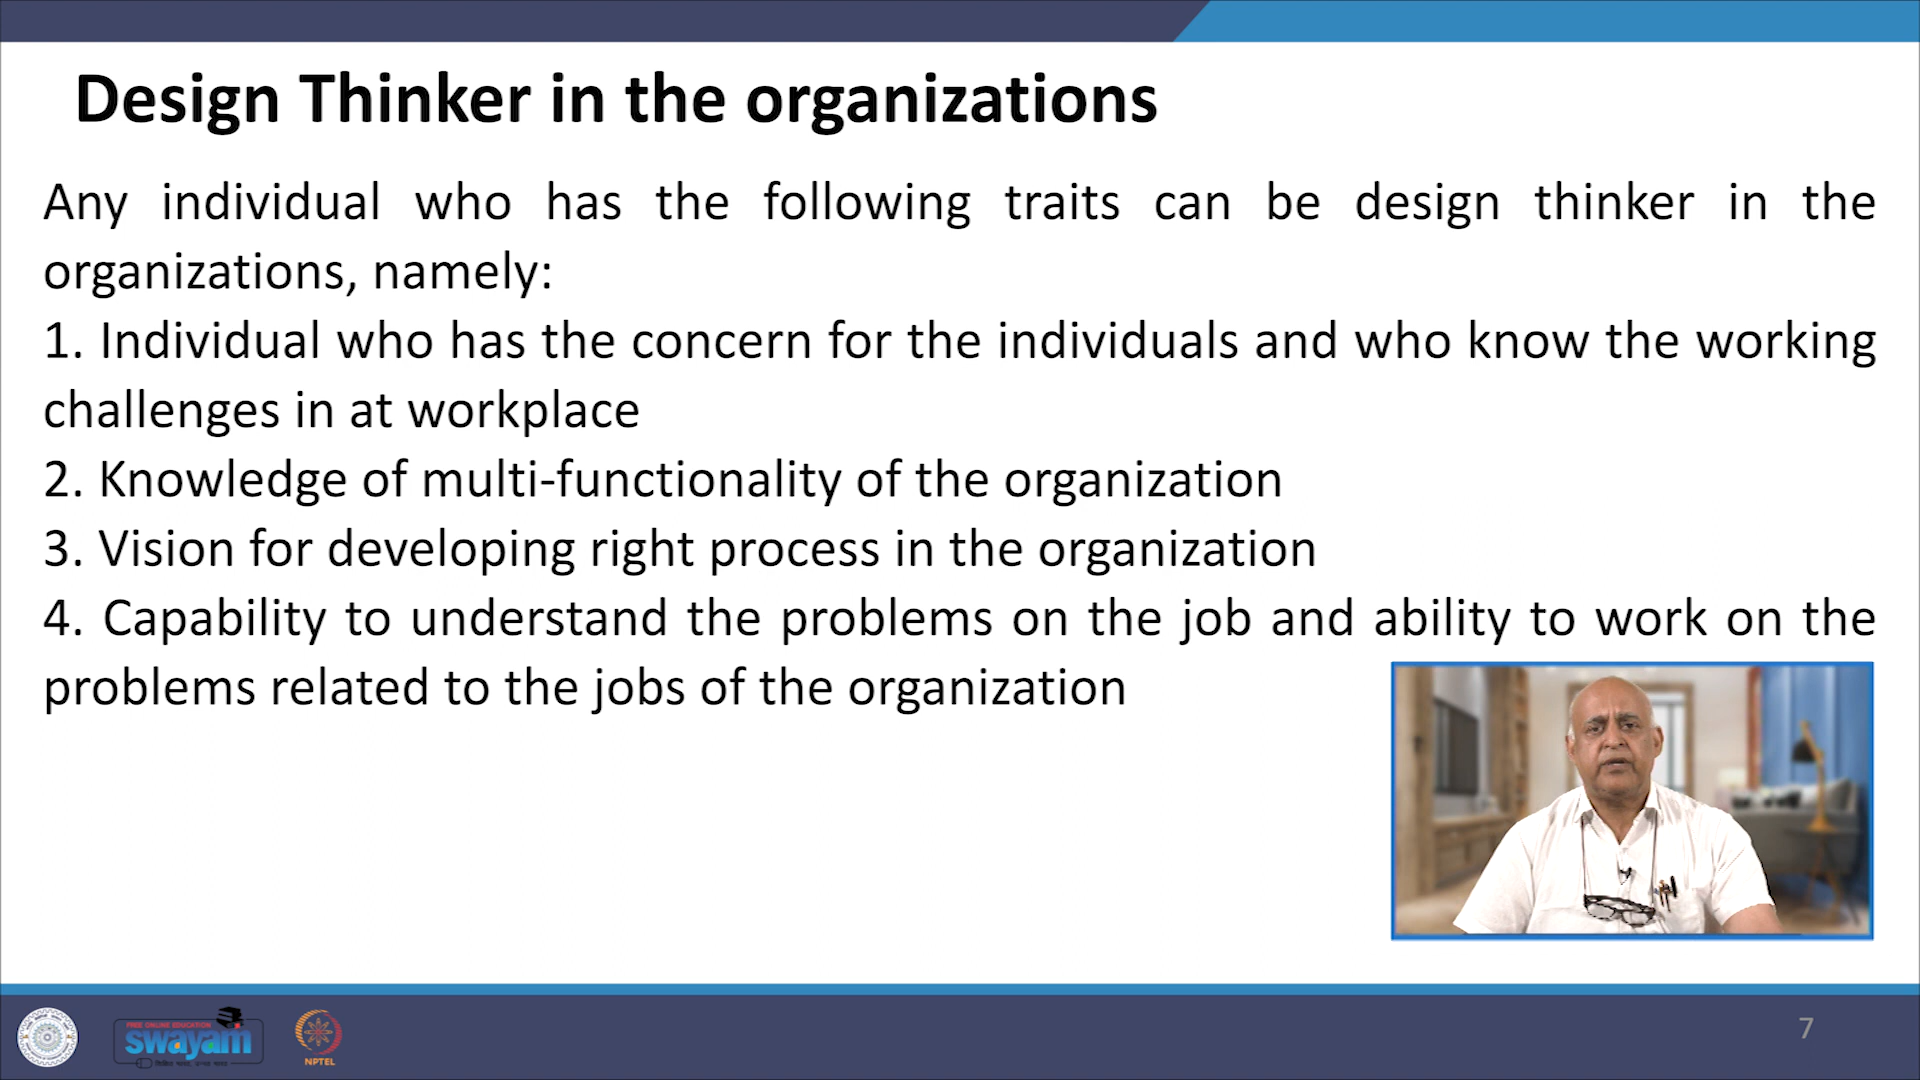 Design Thinker in the organizations
Any individual who has the following traits can be design thinker in the
organizations, namely:
1. Individual who has the concern for the individuals and who know the working
challenges in at workplace
2. Knowledge of multi-functionality of the organization
3. Vision for developing right process in the organization
4. Capability to understand the problems on the job and ability to work on the
problems related to the jobs of the organization
FREE ONLINE EDUCATION
swayam
NPTEL
7